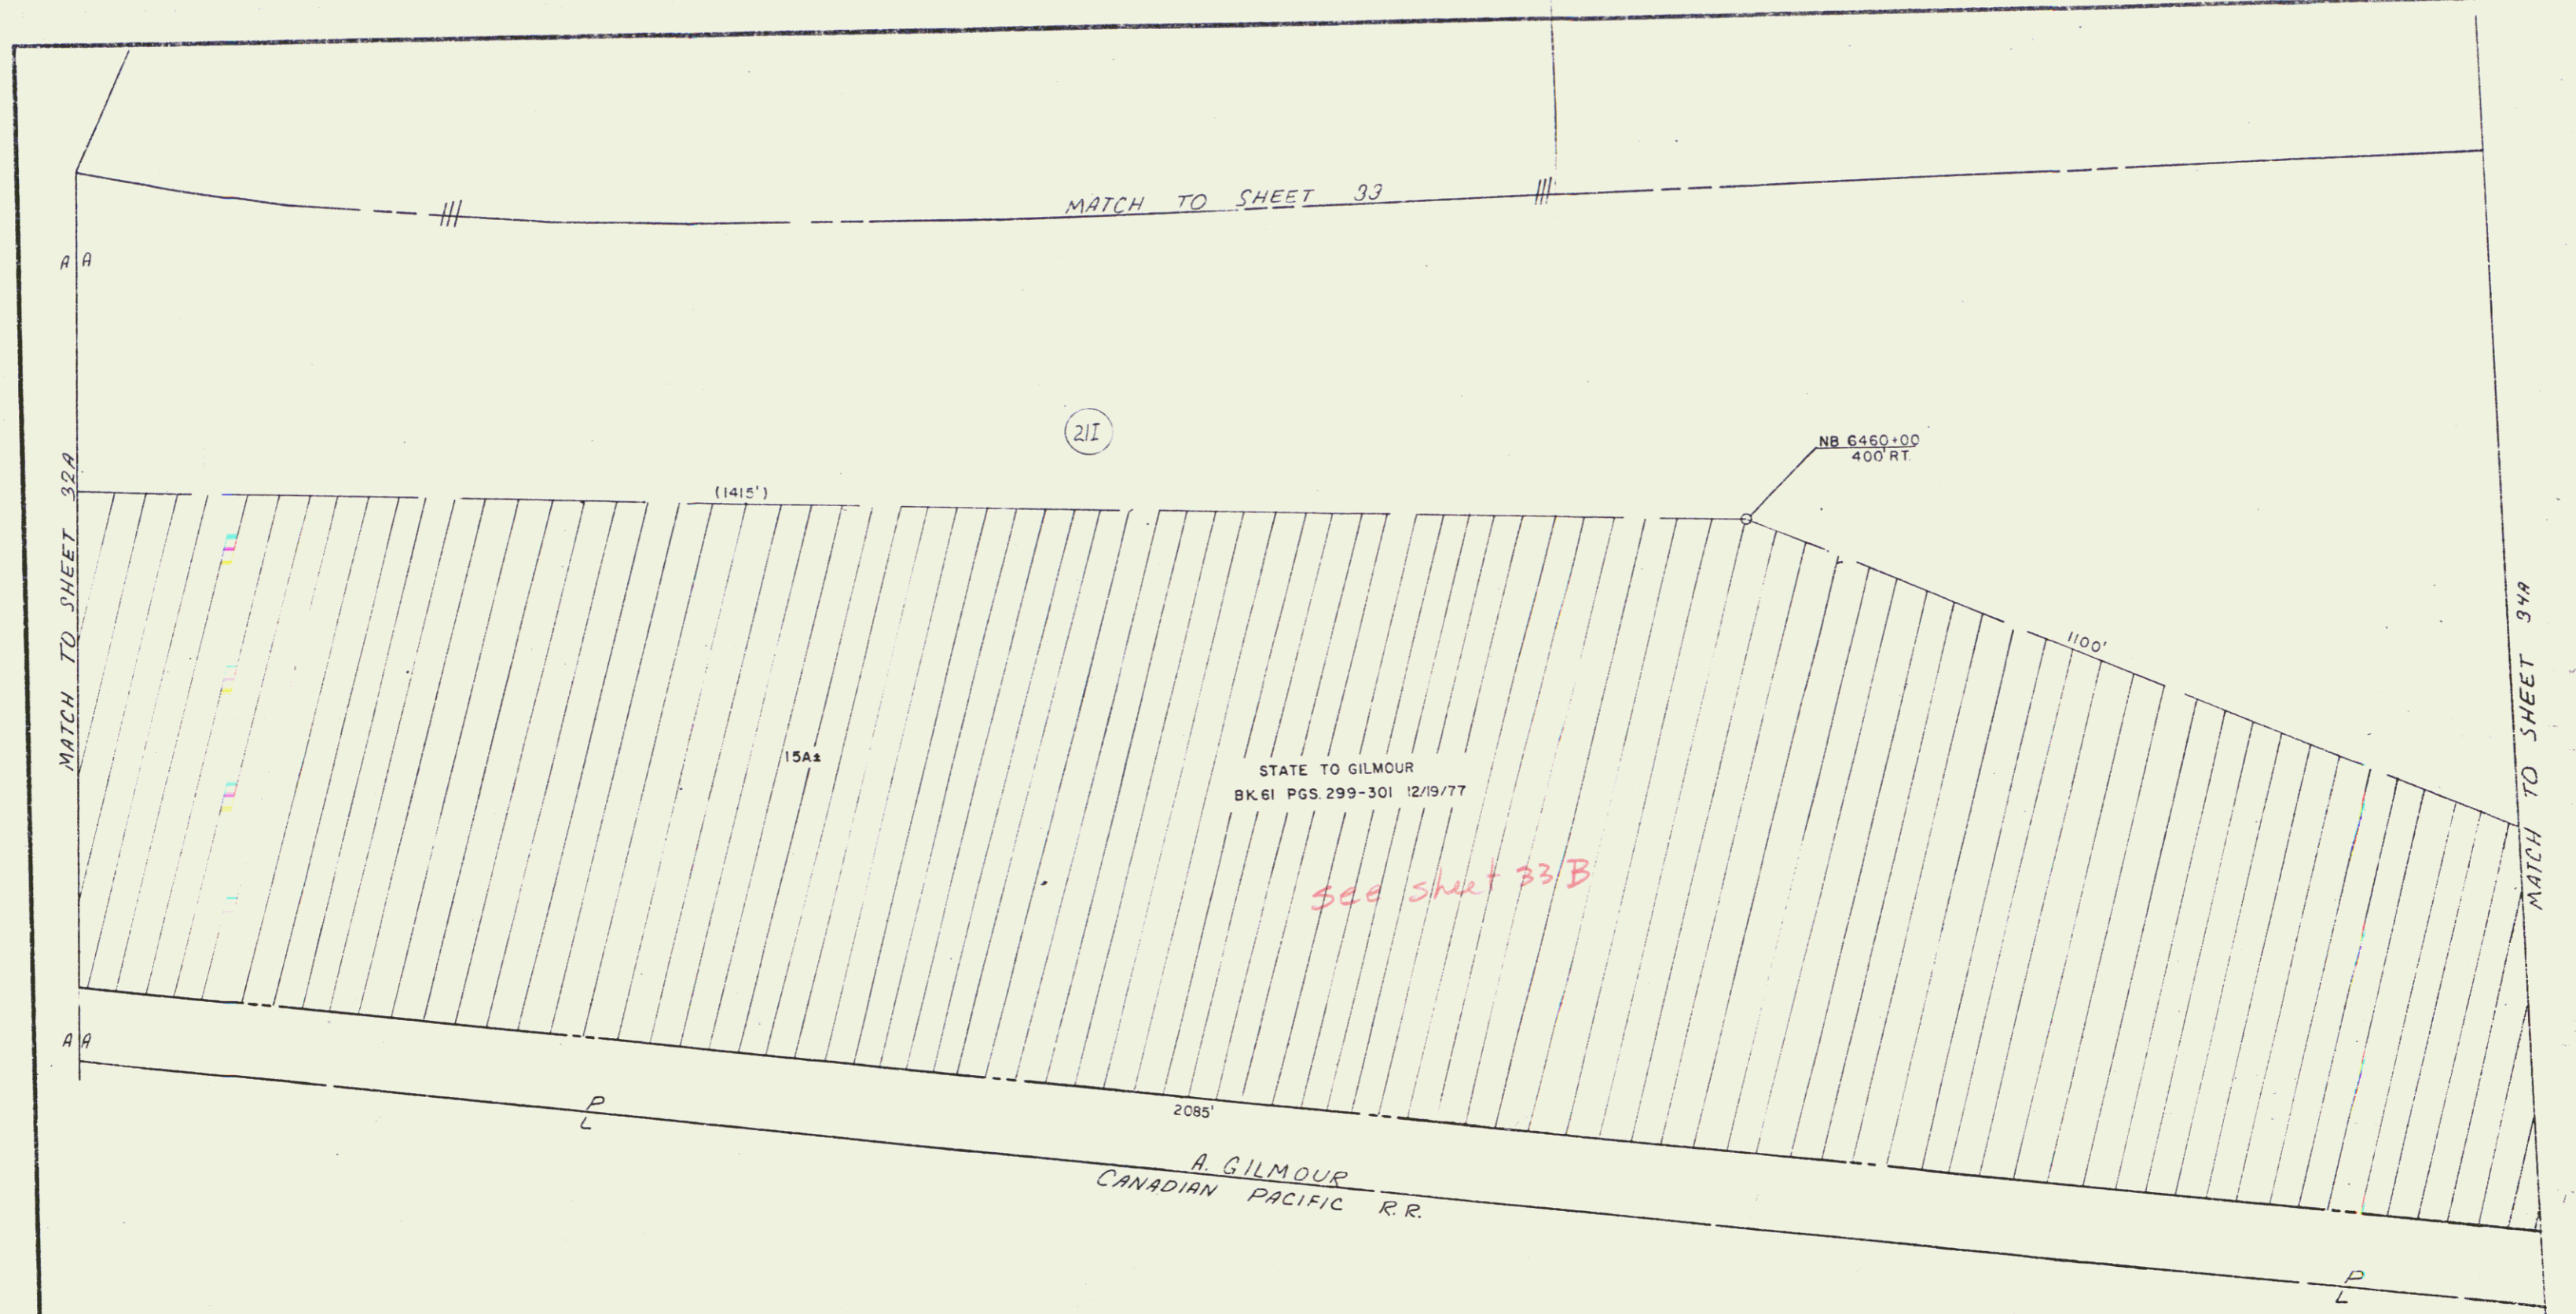 MATCH TO SHEET 33
A A
21I
NB 6460+00
400' RT.
MATCH TO SHEET 32A
(1415')
1100'
MATCH TO SHEET 34A
15A±
STATE TO GILMOUR
BK.61 PGS. 299-301 12/19/77
see sheet 33 B
A A
P
L
2085'
A. GILMOUR
CANADIAN PACIFIC R.R.
P
L